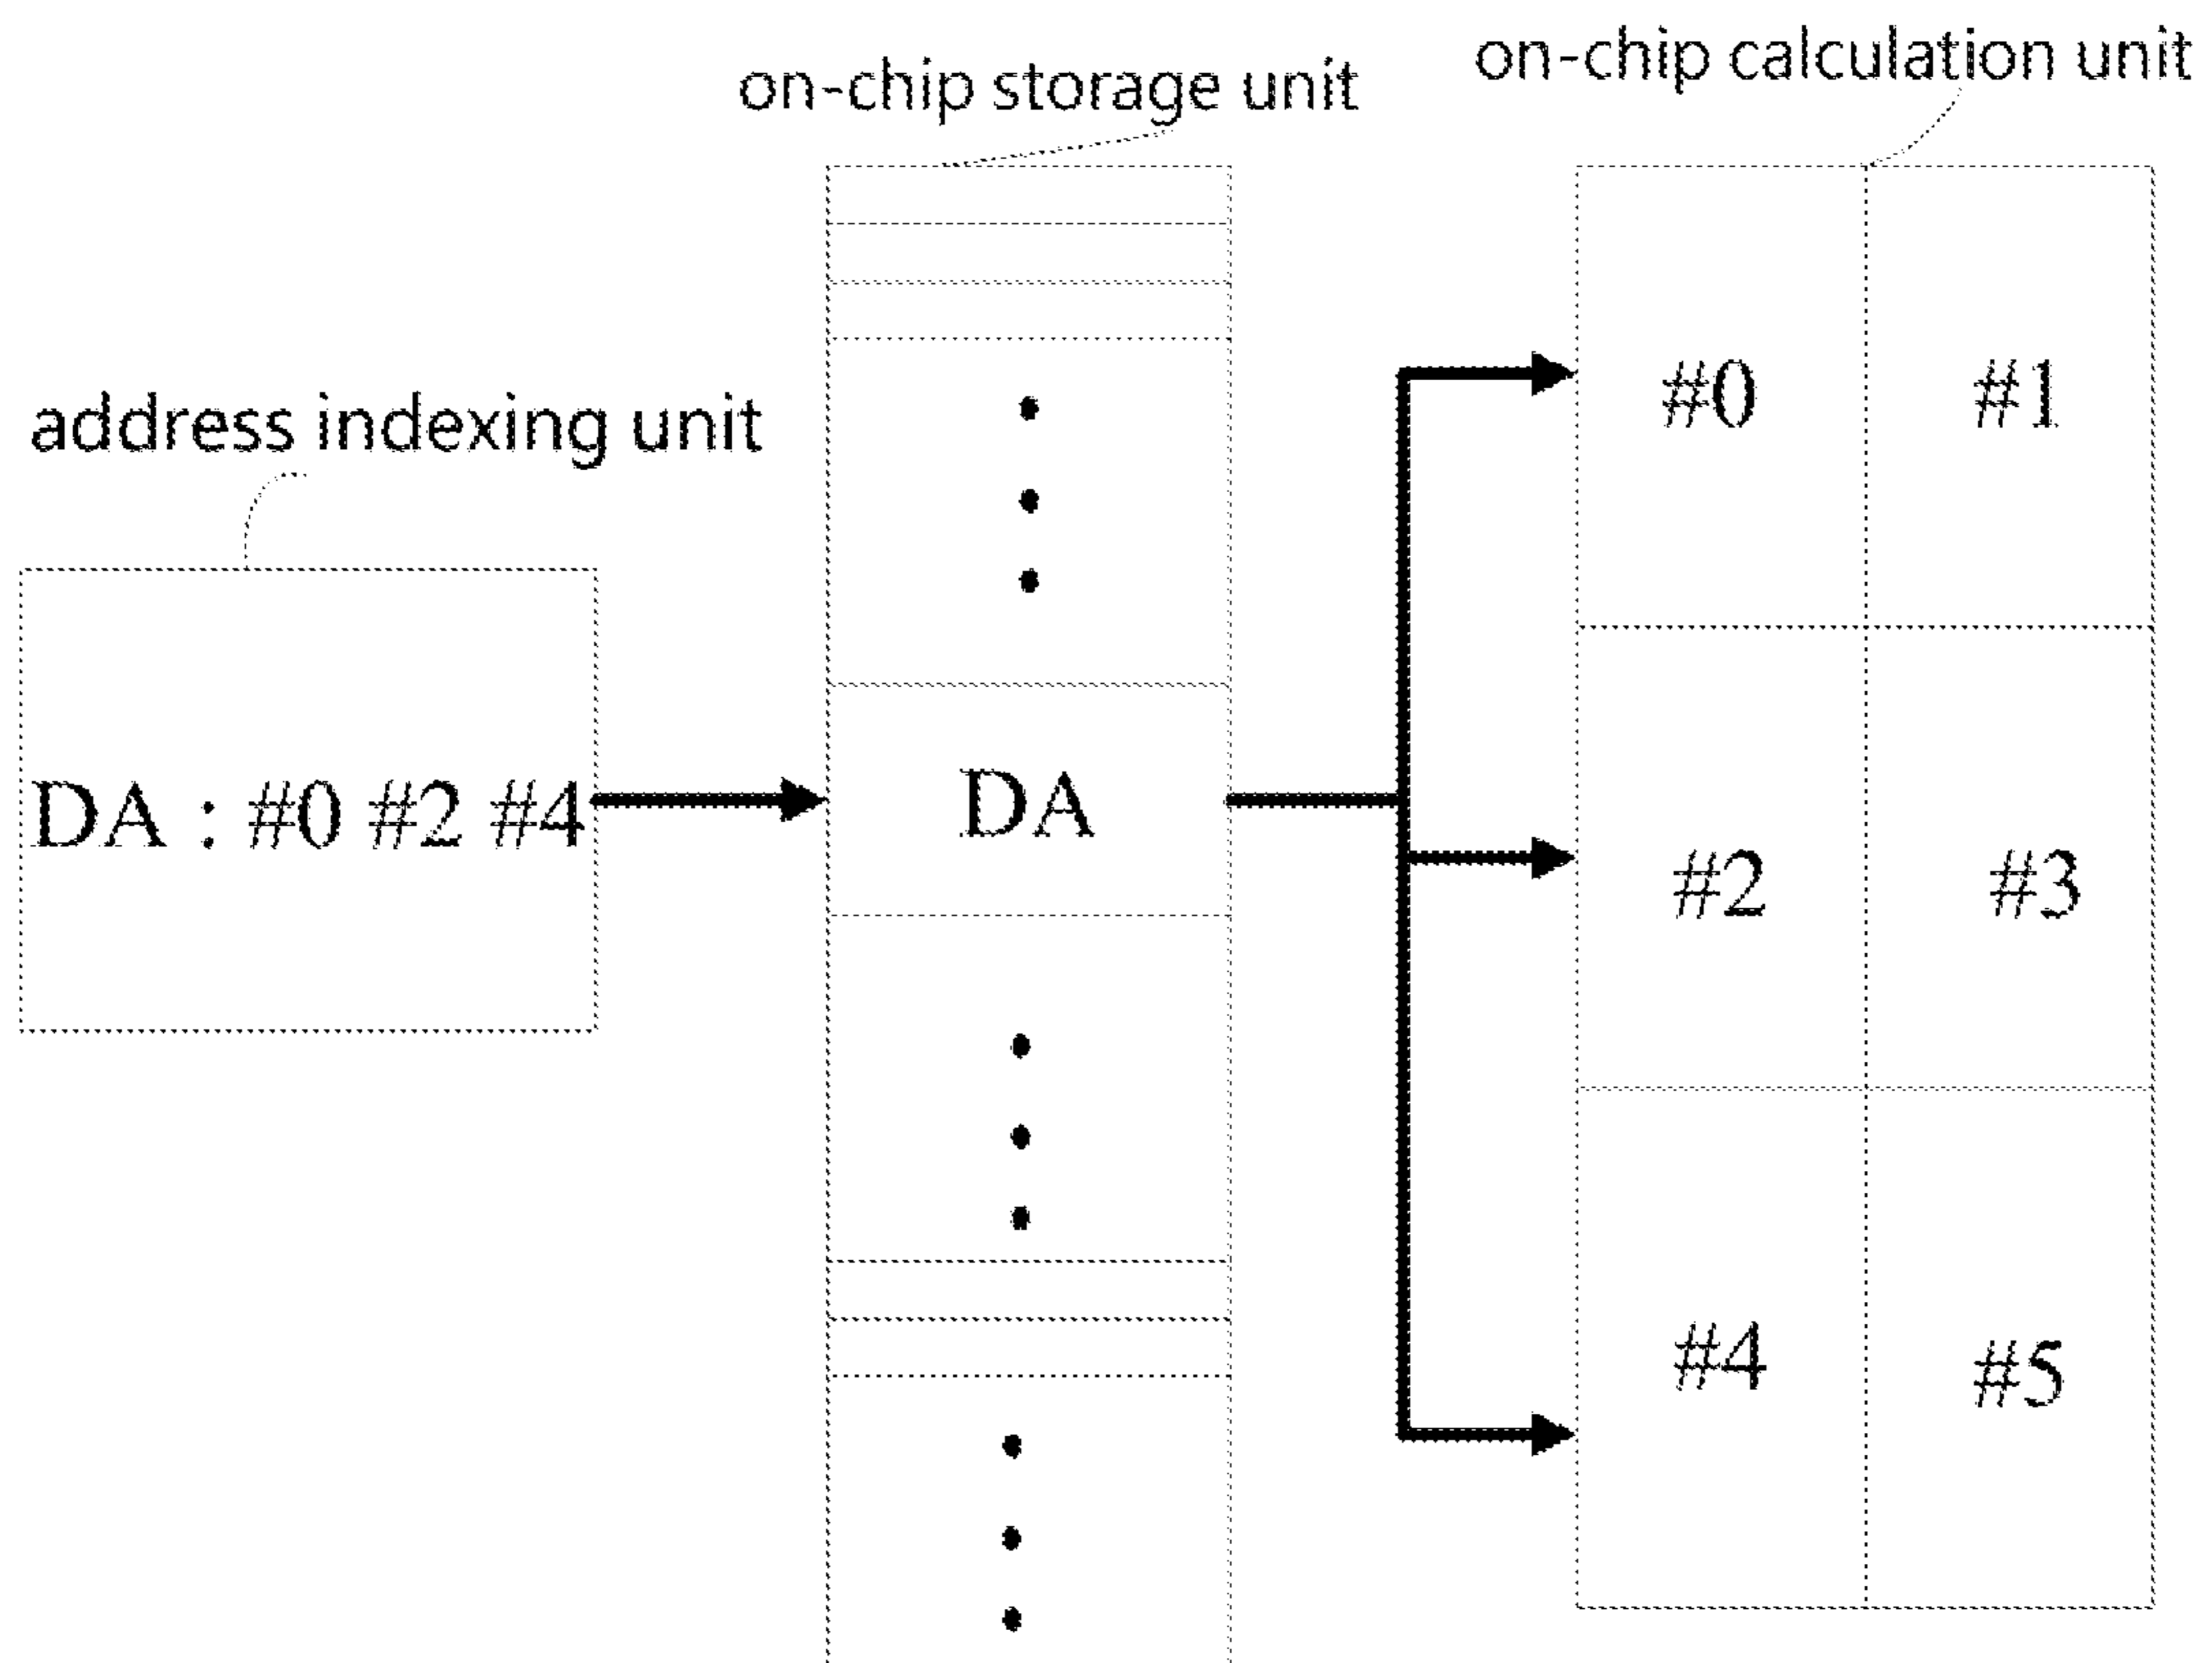 on-chip storage unit
on-chip calculation unit
address indexing unit
DA : #0 #2 #4
DA
#0 #1
#2 #3
#4 #5